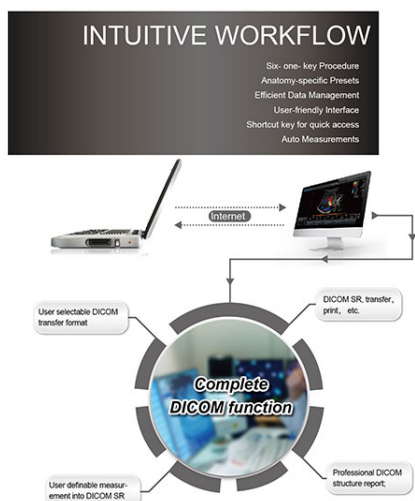 INTUITIVE WORKFLOW
Six- one- key Procedure
Anatomy-specific Presets
Efficient Data Management
User-friendly Interface
Shortcut key for quick access
Auto Measurements
Internet
User selectable DICOM
transfer format
DICOM SR, transfer,
print, etc.
Complete
DICOM function
User definable measur-
ement into DICOM SR
Professional DICOM
structure report;